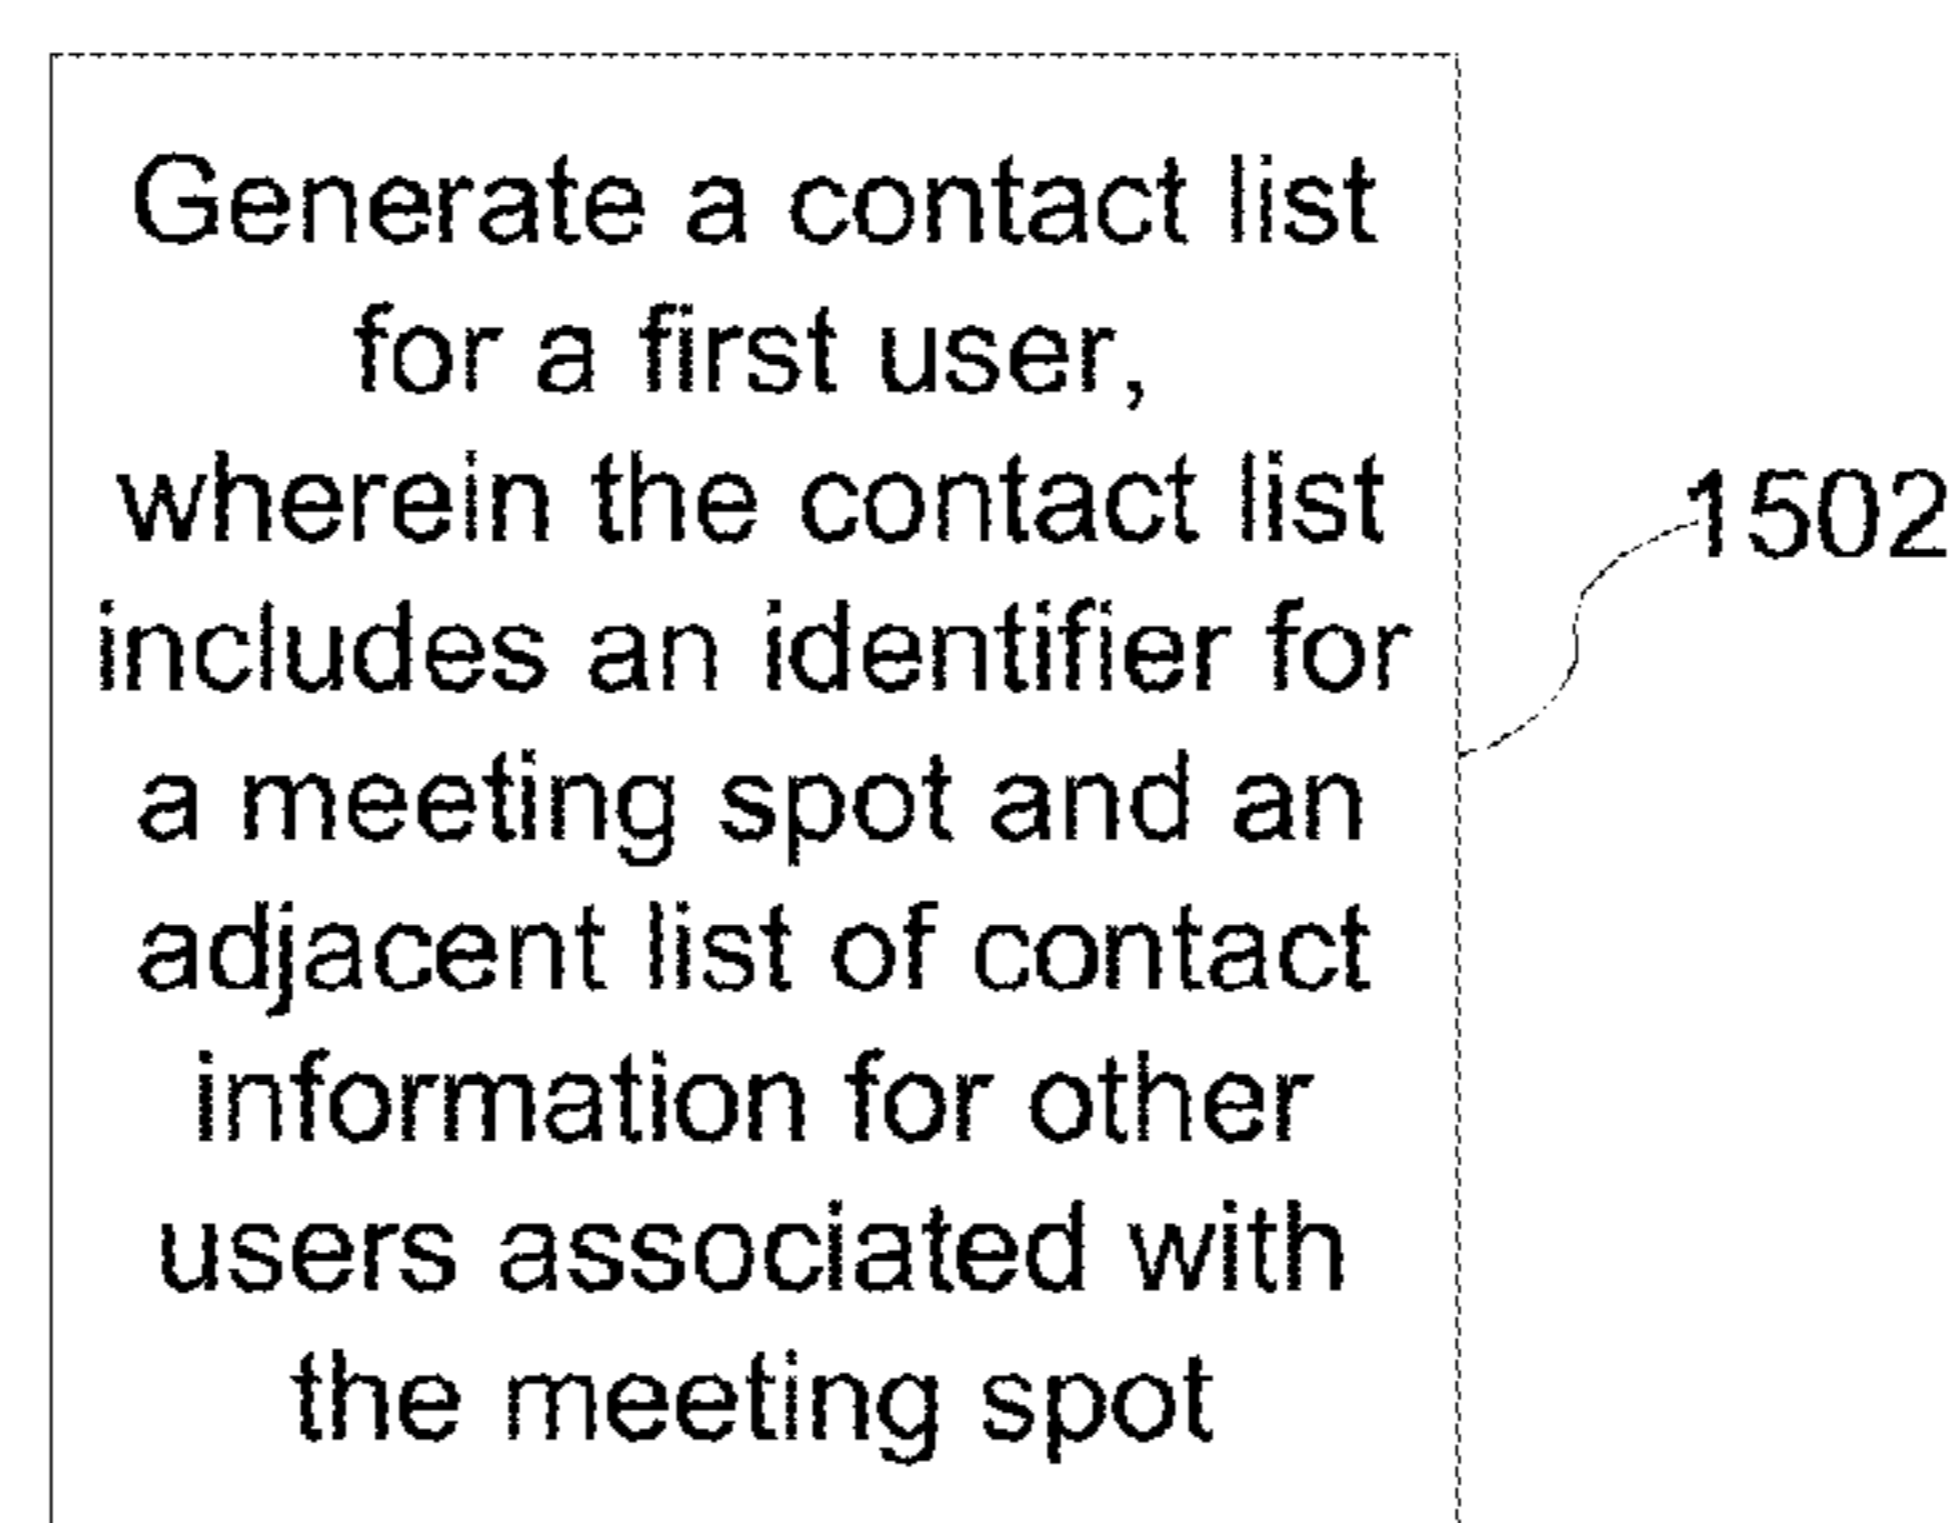 Generate a contact list
for a first user,
wherein the contact list
includes an identifier for
a meeting spot and an
adjacent list of contact
information for other
users associated with
the meeting spot
1502